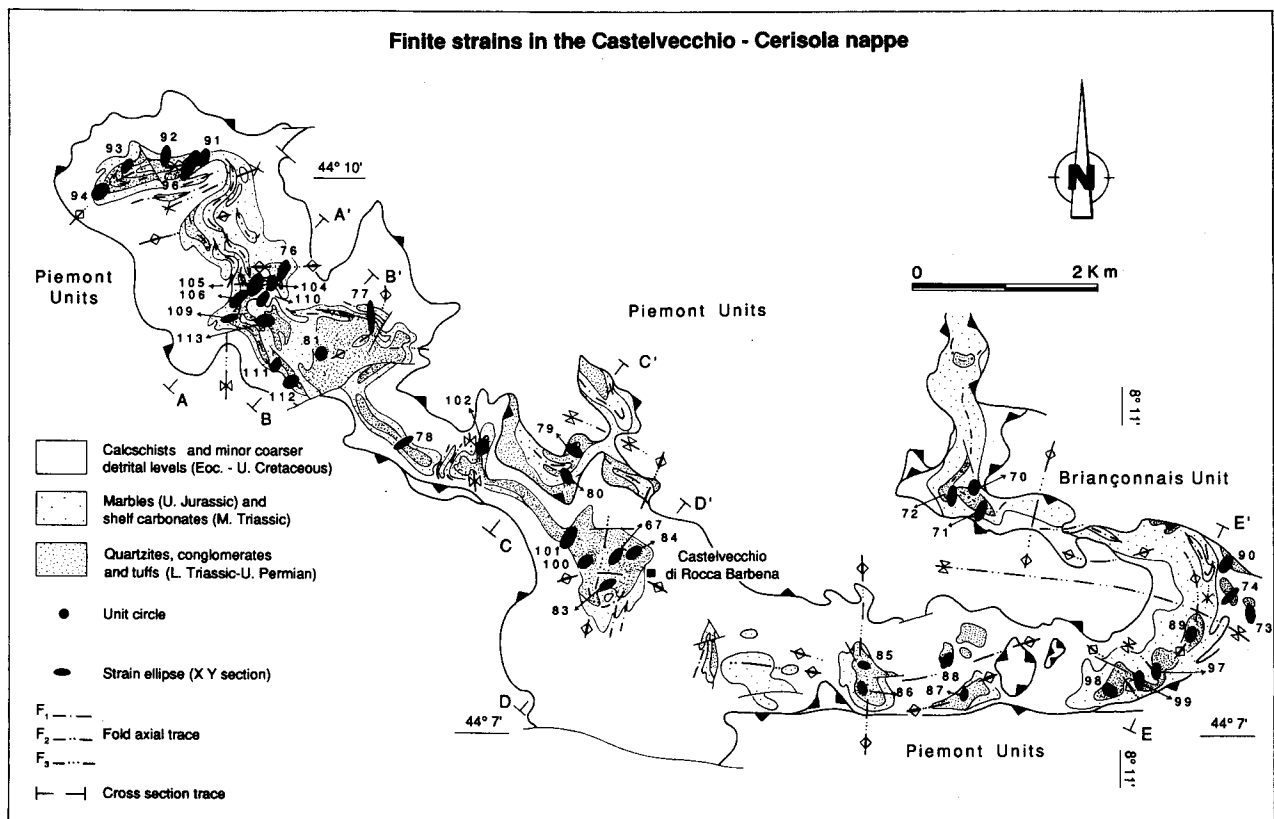 Finite strains in the Castelvecchio - Cerisola nappe
92
91
93
44° 10'
96
94
A'
76
Piemont
Units
B'
105
104
106
77
110
0
2 Km
109
Piemont Units
113
81
C'
111
112
A
B
8° 11'
102
79
78
Calcschists and minor coarser
detrital levels (Eoc. - U. Cretaceous)
70
Briançonnais Unit
80
D'
72
71
Marbles (U. Jurassic) and
shelf carbonates (M. Triassic)
67
E'
C
84
101
90
100
Castelvecchio
di Rocca Barbena
Quartzites, conglomerates
and tuffs (L. Triassic-U. Permian)
74
83
73
Unit circle
89
85
88
97
Strain ellipse (X Y section)
86
87
98
99
D
44° 7'
E
44° 7'
F1
F2 Fold axial trace
F3
Piemont Units
8° 11'
Cross section trace
N